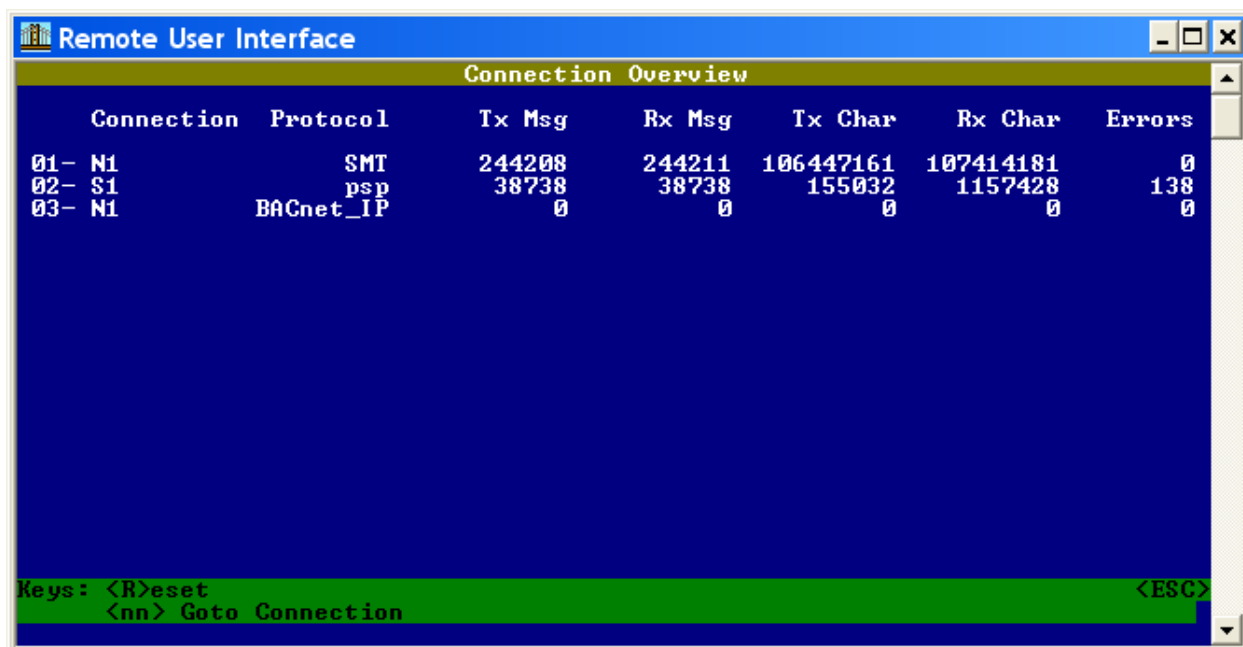 Remote User Interface
Connection Overview
Connection Protocol Tx Msg Rx Msg Tx Char Rx Char Errors
01- N1 SMT 244208 244211 106447161 107414181 0
02- S1 psp 38738 38738 155032 1157428 138
03- N1 BACnet_IP 0 0 0 0 0
Keys: <R>eset <ESC>
<nn> Goto Connection